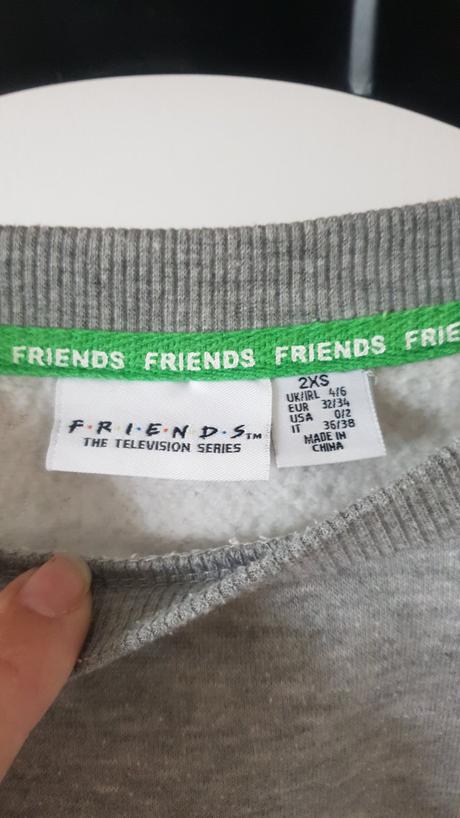 FRIENDS FRIENDS FRIENDS FRIE
F·R·I·E·N·D·S™
THE TELEVISION SERIES
2XS
UK/IRL 4/6
EUR 32/34
USA 0/2
IT 36/38
MADE IN
CHINA